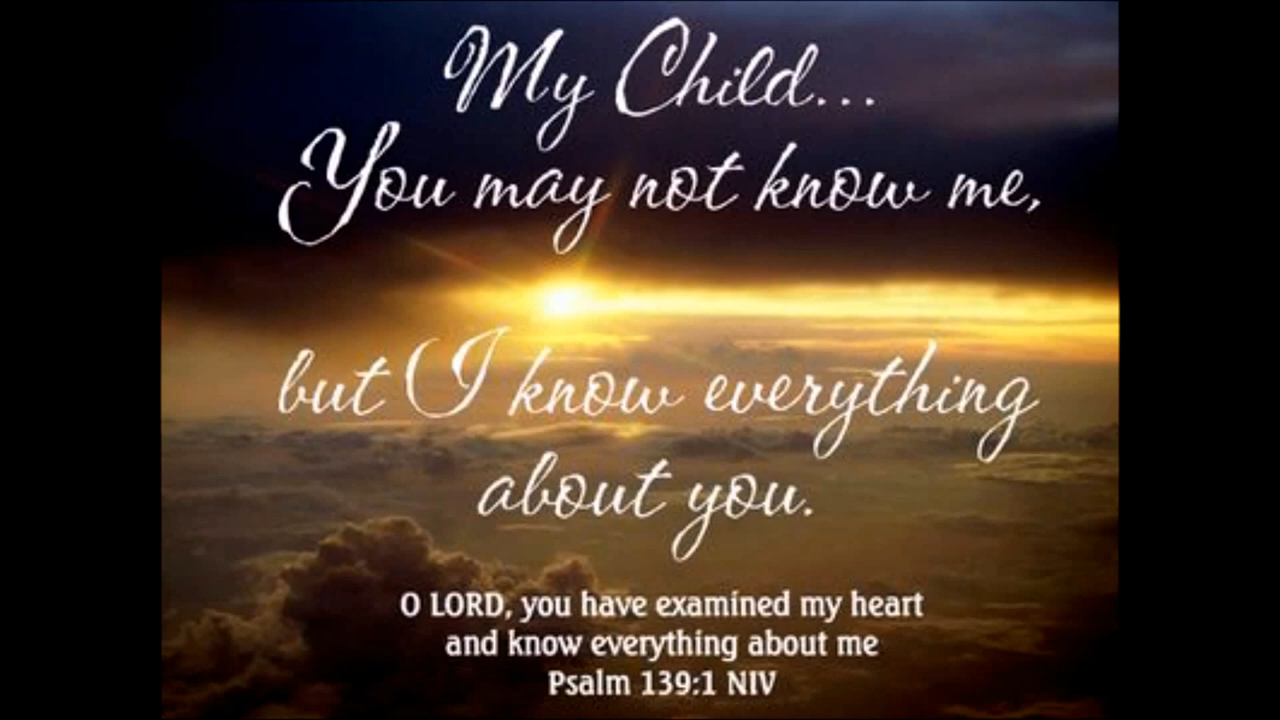 My Child...
You may not know me,
but I know everything
about you.
O LORD, you have examined my heart
and know everything about me
Psalm 139:1 NIV